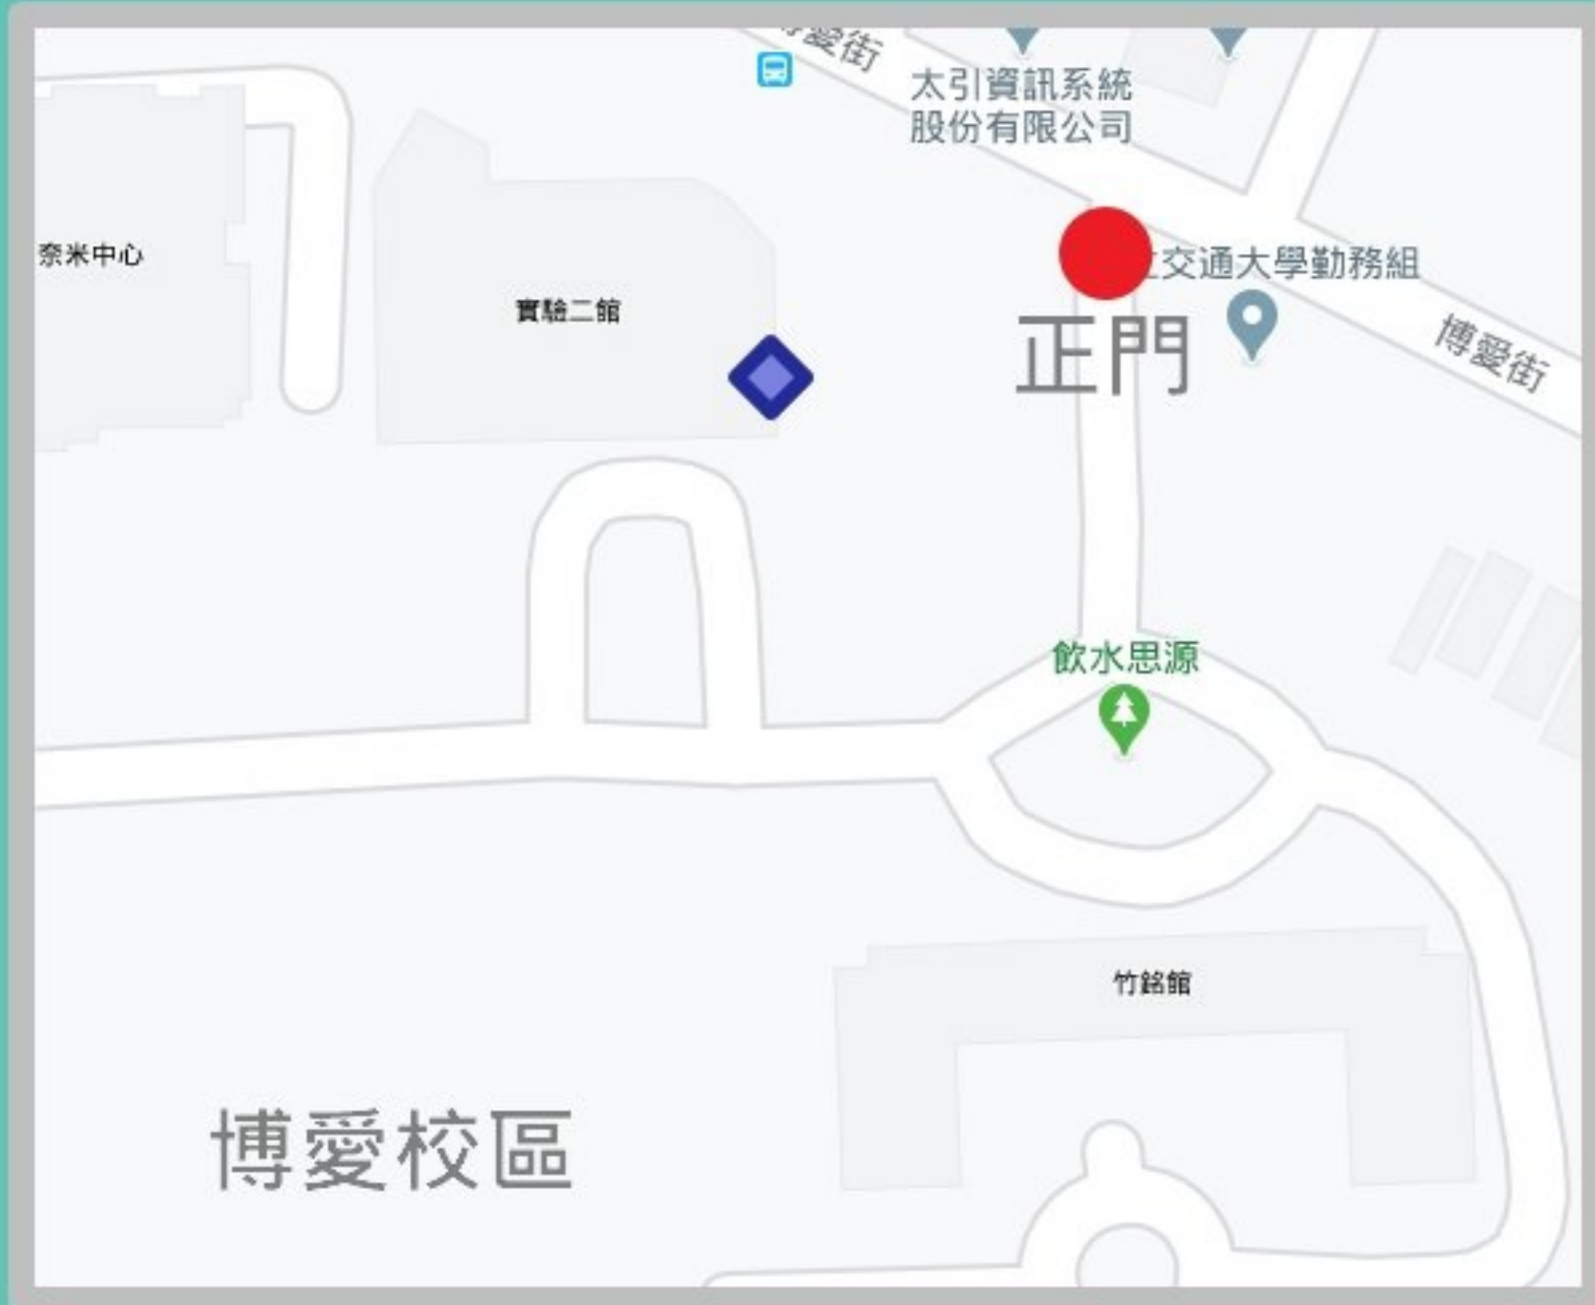 愛街
太引資訊系統
股份有限公司
奈米中心
交通大學勤務組
實驗二館
正門
博愛街
飲水思源
竹銘館
博愛校區